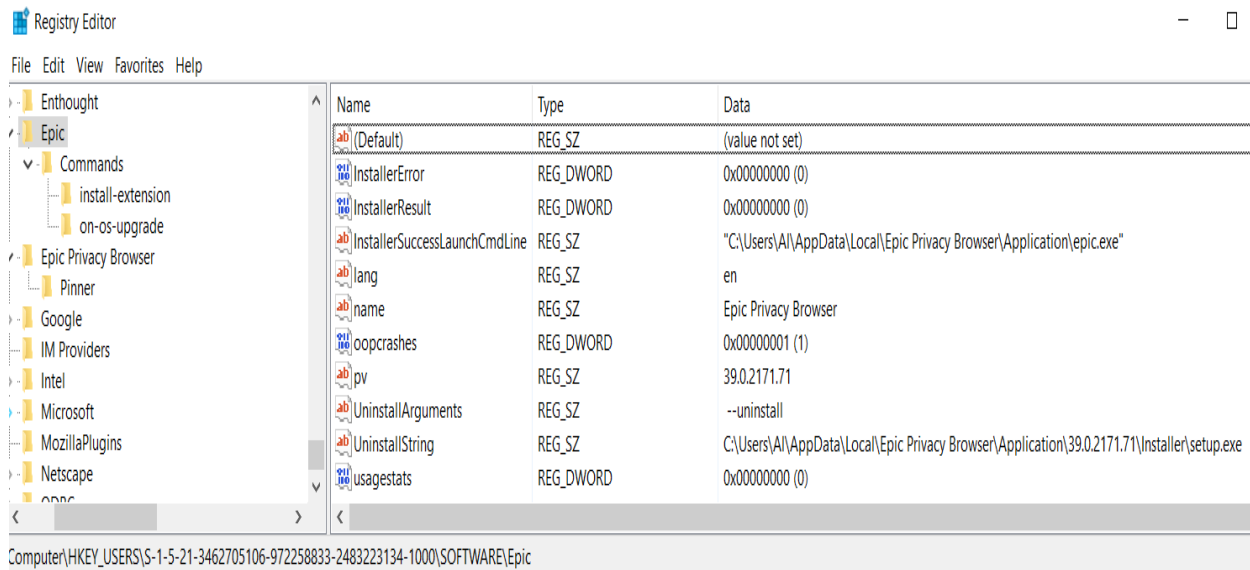 Registry Editor
File Edit View Favorites Help
Enthought
Epic
Commands
install-extension
on-os-upgrade
Epic Privacy Browser
Pinner
Google
IM Providers
Intel
Microsoft
MozillaPlugins
Netscape
Name Type Data
(Default) REG_SZ (value not set)
InstallerError REG_DWORD 0x00000000 (0)
InstallerResult REG_DWORD 0x00000000 (0)
InstallerSuccessLaunchCmdLine REG_SZ "C:\Users\Al\AppData\Local\Epic Privacy Browser\Application\epic.exe"
lang REG_SZ en
name REG_SZ Epic Privacy Browser
oopcrashes REG_DWORD 0x00000001 (1)
pv REG_SZ 39.0.2171.71
UninstallArguments REG_SZ --uninstall
UninstallString REG_SZ C:\Users\Al\AppData\Local\Epic Privacy Browser\Application\39.0.2171.71\Installer\setup.exe
usagestats REG_DWORD 0x00000000 (0)
Computer\HKEY_USERS\S-1-5-21-3462705106-972258833-2483223134-1000\SOFTWARE\Epic